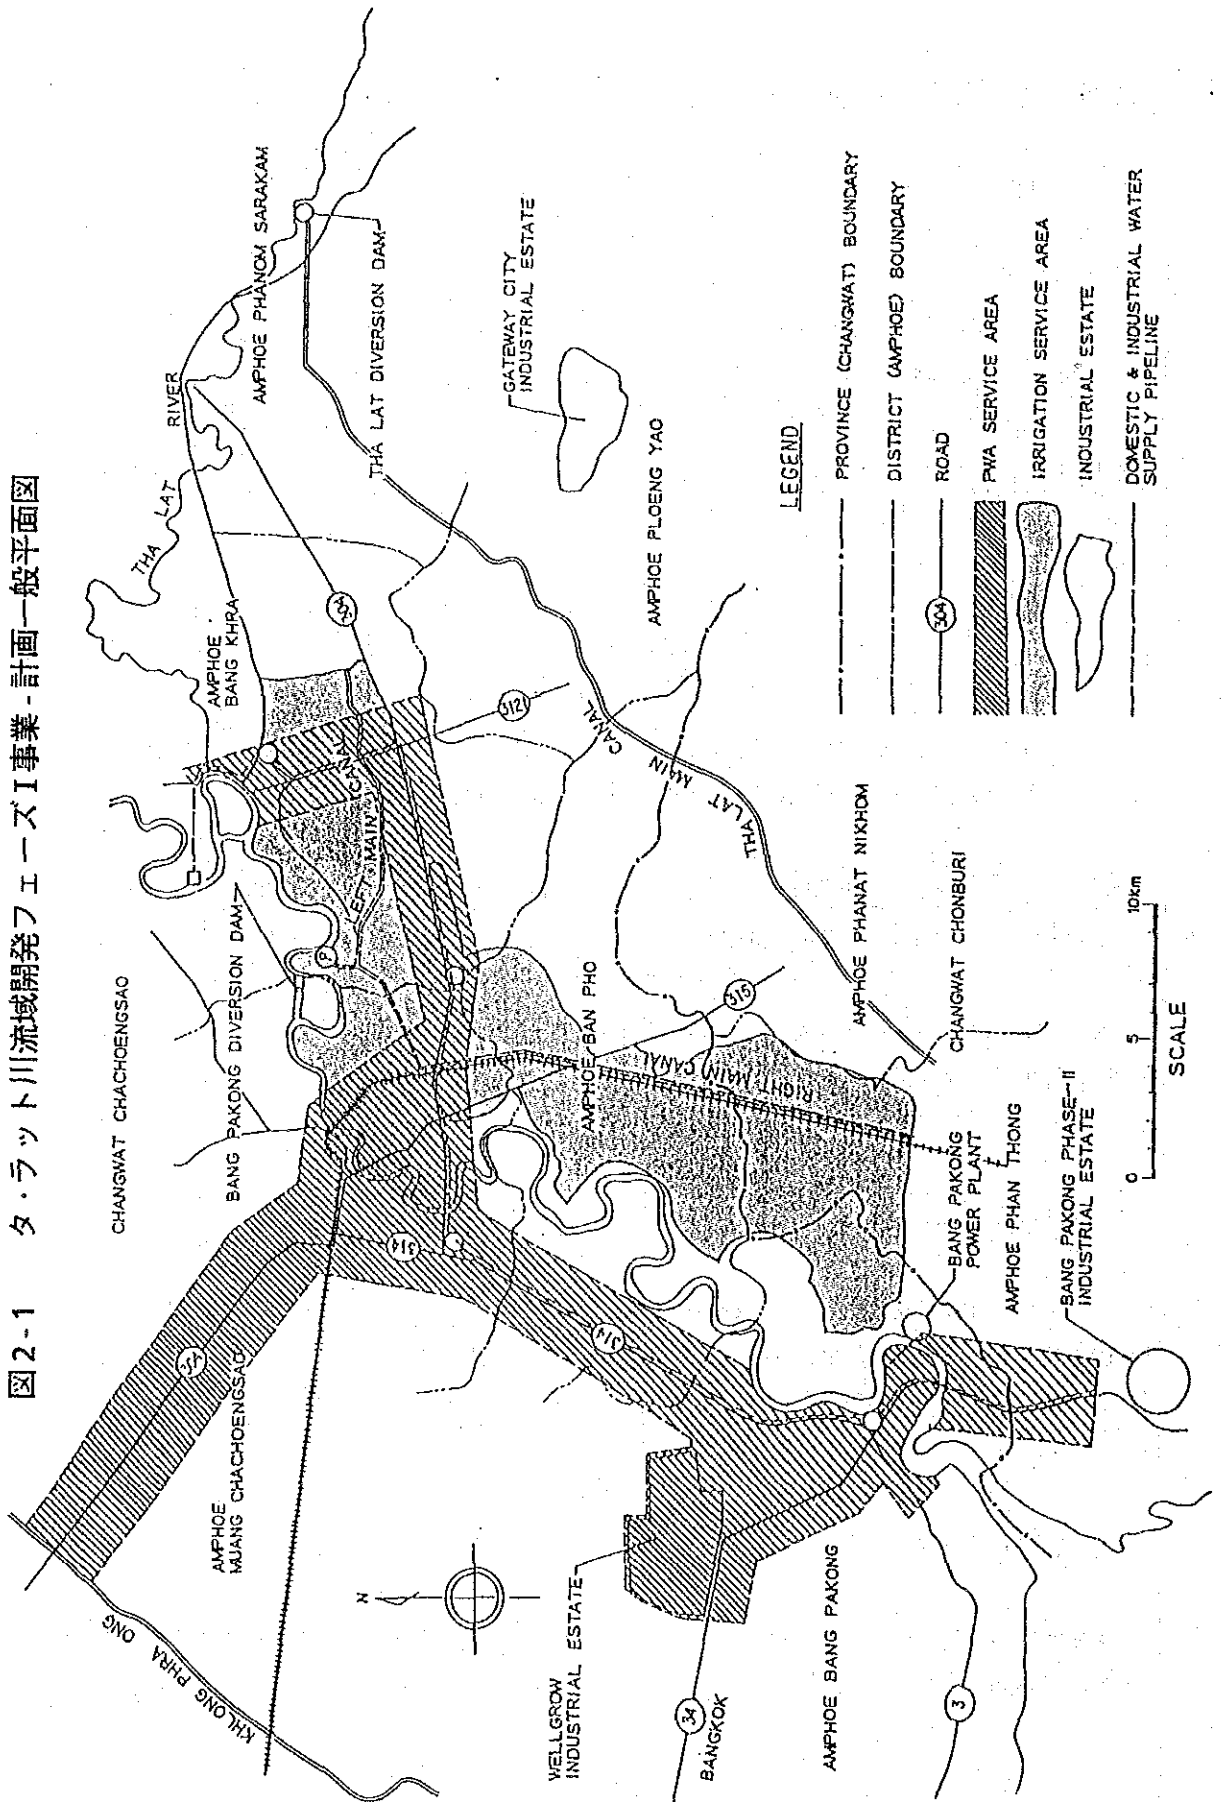 図2-1 タ・ラット川流域開発フェーズI事業-計画一般平面図
KHLONG PHRA ONG
AMPHOE
MUANG CHACHOENGSAO
CHANGWAT CHACHOENGSAO
BANG PAKONG DIVERSION DAM
AMPHOE
BANG KHRA
THA LAT
RIVER
AMPHOE PHANOM SARAKAM
THA LAT DIVERSION DAM
304
3121
LEFT MAIN CANAL
P
314
314
N
WELLGROW
INDUSTRIAL ESTATE
34
BANGKOK
AMPHOE BANG PAKONG
3
AMPHOE BAN PHO
RIGHT MAIN CANAL
315
GATEWAY CITY
INDUSTRIAL ESTATE
AMPHOE PLOENG YAO
THA LAT MAIN CANAL
AMPHOE PHANAT NIKHOM
CHANGWAT CHONBURI
BANG PAKONG
POWER PLANT
AMPHOE PHAN THONG
BANG PAKONG PHASE-II
INDUSTRIAL ESTATE
LEGEND
PROVINCE (CHANGWAT) BOUNDARY
DISTRICT (AMPHOE) BOUNDARY
304
ROAD
PWA SERVICE AREA
IRRIGATION SERVICE AREA
INDUSTRIAL ESTATE
DOMESTIC & INDUSTRIAL WATER
SUPPLY PIPELINE
0 5 10km
SCALE